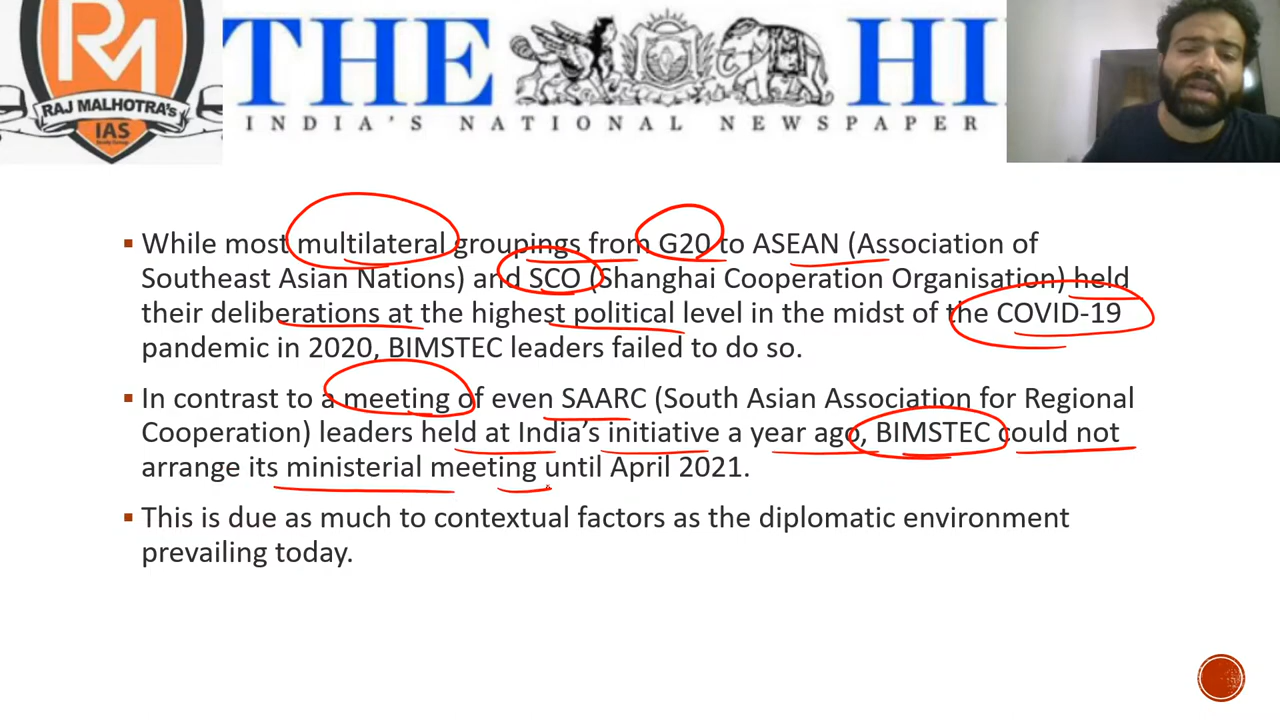 RM
RAJ MALHOTRA's
IAS
THE HI
INDIA'S NATIONAL NEWSPAPER
▪ While most multilateral groupings from G20 to ASEAN (Association of
Southeast Asian Nations) and SCO (Shanghai Cooperation Organisation) held
their deliberations at the highest political level in the midst of the COVID-19
pandemic in 2020, BIMSTEC leaders failed to do so.
▪ In contrast to a meeting of even SAARC (South Asian Association for Regional
Cooperation) leaders held at India's initiative a year ago, BIMSTEC could not
arrange its ministerial meeting until April 2021.
▪ This is due as much to contextual factors as the diplomatic environment
prevailing today.